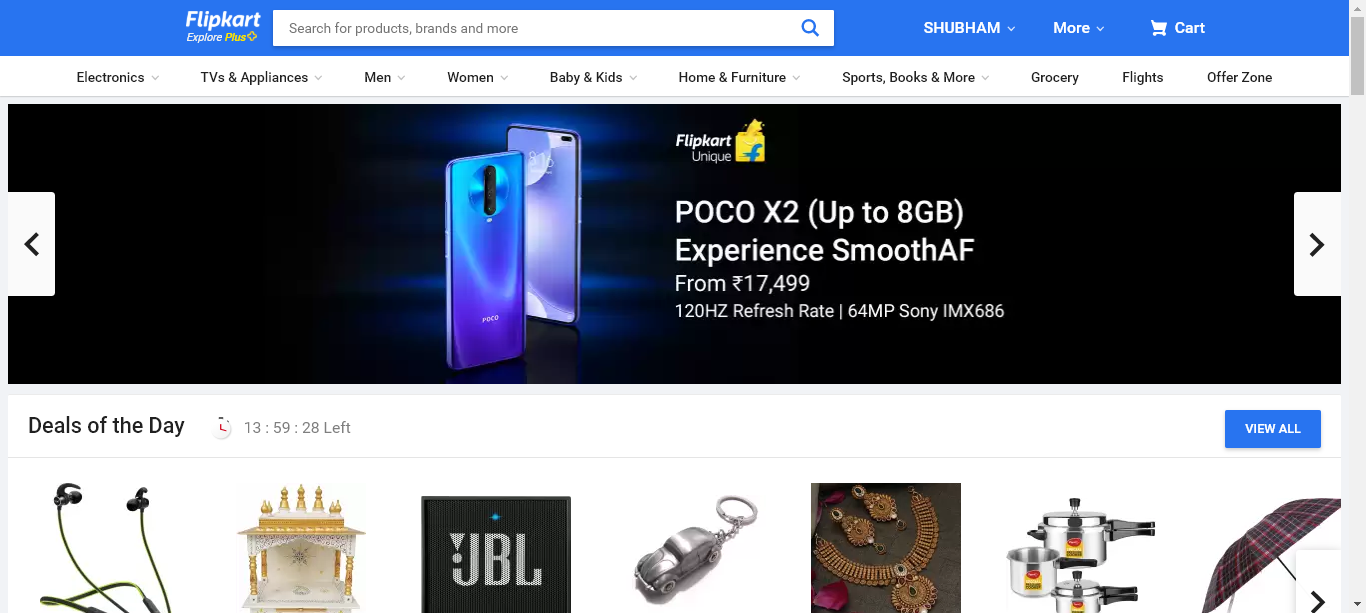 Flipkart
Explore Plus
Search for products, brands and more
SHUBHAM
More
Cart
Electronics
TVs & Appliances
Men
Women
Baby & Kids
Home & Furniture
Sports, Books & More
Grocery
Flights
Offer Zone
Flipkart
Unique
8:16
POCO
POCO X2 (Up to 8GB)
Experience SmoothAF
From ₹17,499
120HZ Refresh Rate | 64MP Sony IMX686
Deals of the Day
13 : 59 : 28 Left
VIEW ALL
JBL